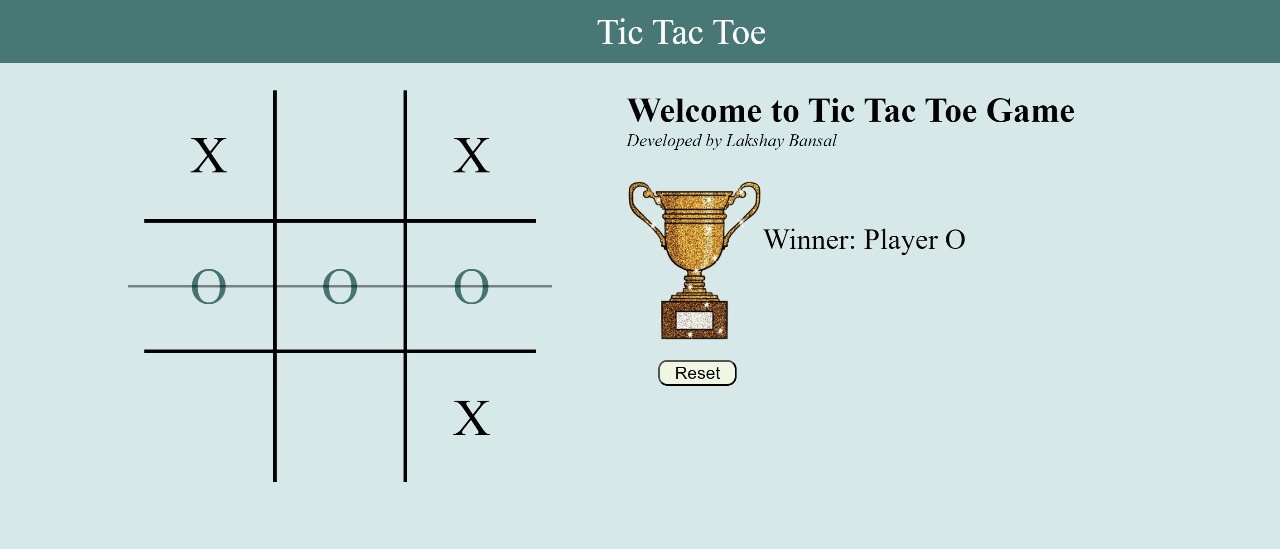 Tic Tac Toe
Welcome to Tic Tac Toe Game
Developed by Lakshay Bansal
X X
O O O
X
Winner: Player O
Reset